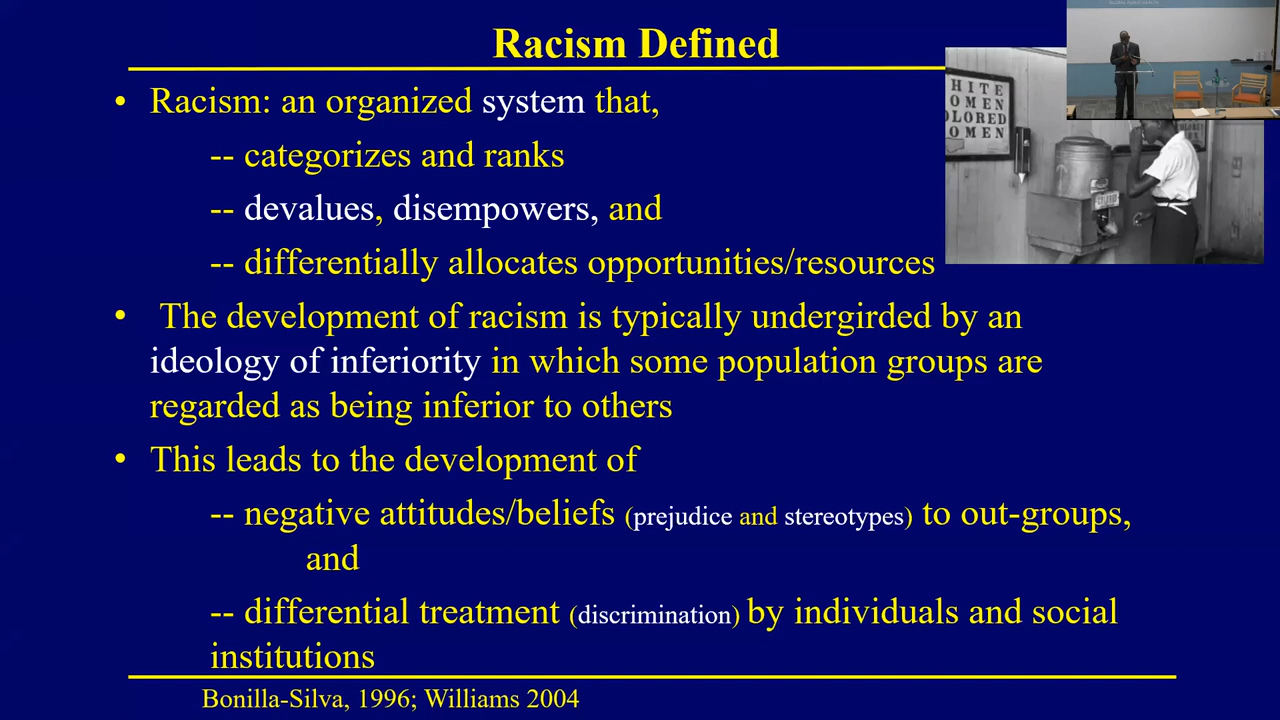 Racism Defined
• Racism: an organized system that,
-- categorizes and ranks
-- devalues, disempowers, and
-- differentially allocates opportunities/resources
• The development of racism is typically undergirded by an
ideology of inferiority in which some population groups are
regarded as being inferior to others
• This leads to the development of
-- negative attitudes/beliefs (prejudice and stereotypes) to out-groups,
and
-- differential treatment (discrimination) by individuals and social
institutions
Bonilla-Silva, 1996; Williams 2004
HITE
OMEN
OLORED
OMEN